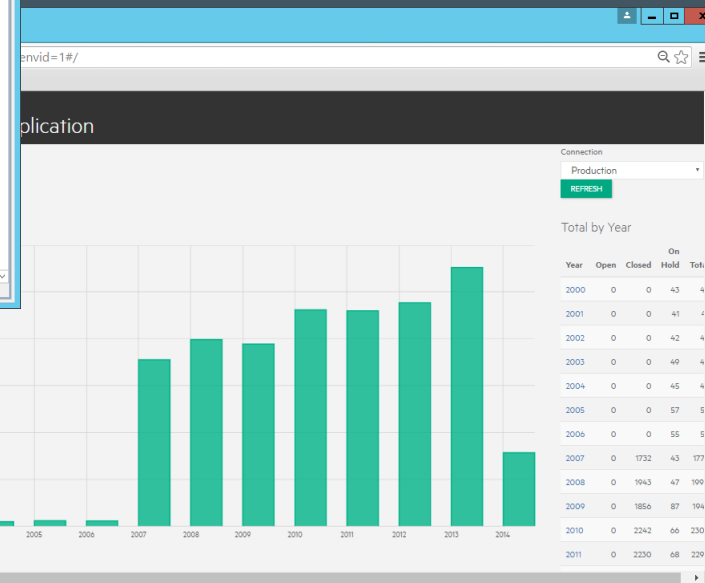 envid=1#/
plication
Connection
Production
REFRESH
Total by Year
On
Year Open Closed Hold
2000 0 0 43
2001 0 0 41
2002 0 0 42
2003 0 0 49
2004 0 0 45
2005 0 0 57
2006 0 0 55
2007 0 1732 43
2008 0 1943 47
2009 0 1856 87
2010 0 2242 66
2011 0 2230 68
2005 2006 2007 2008 2009 2010 2011 2012 2013 2014